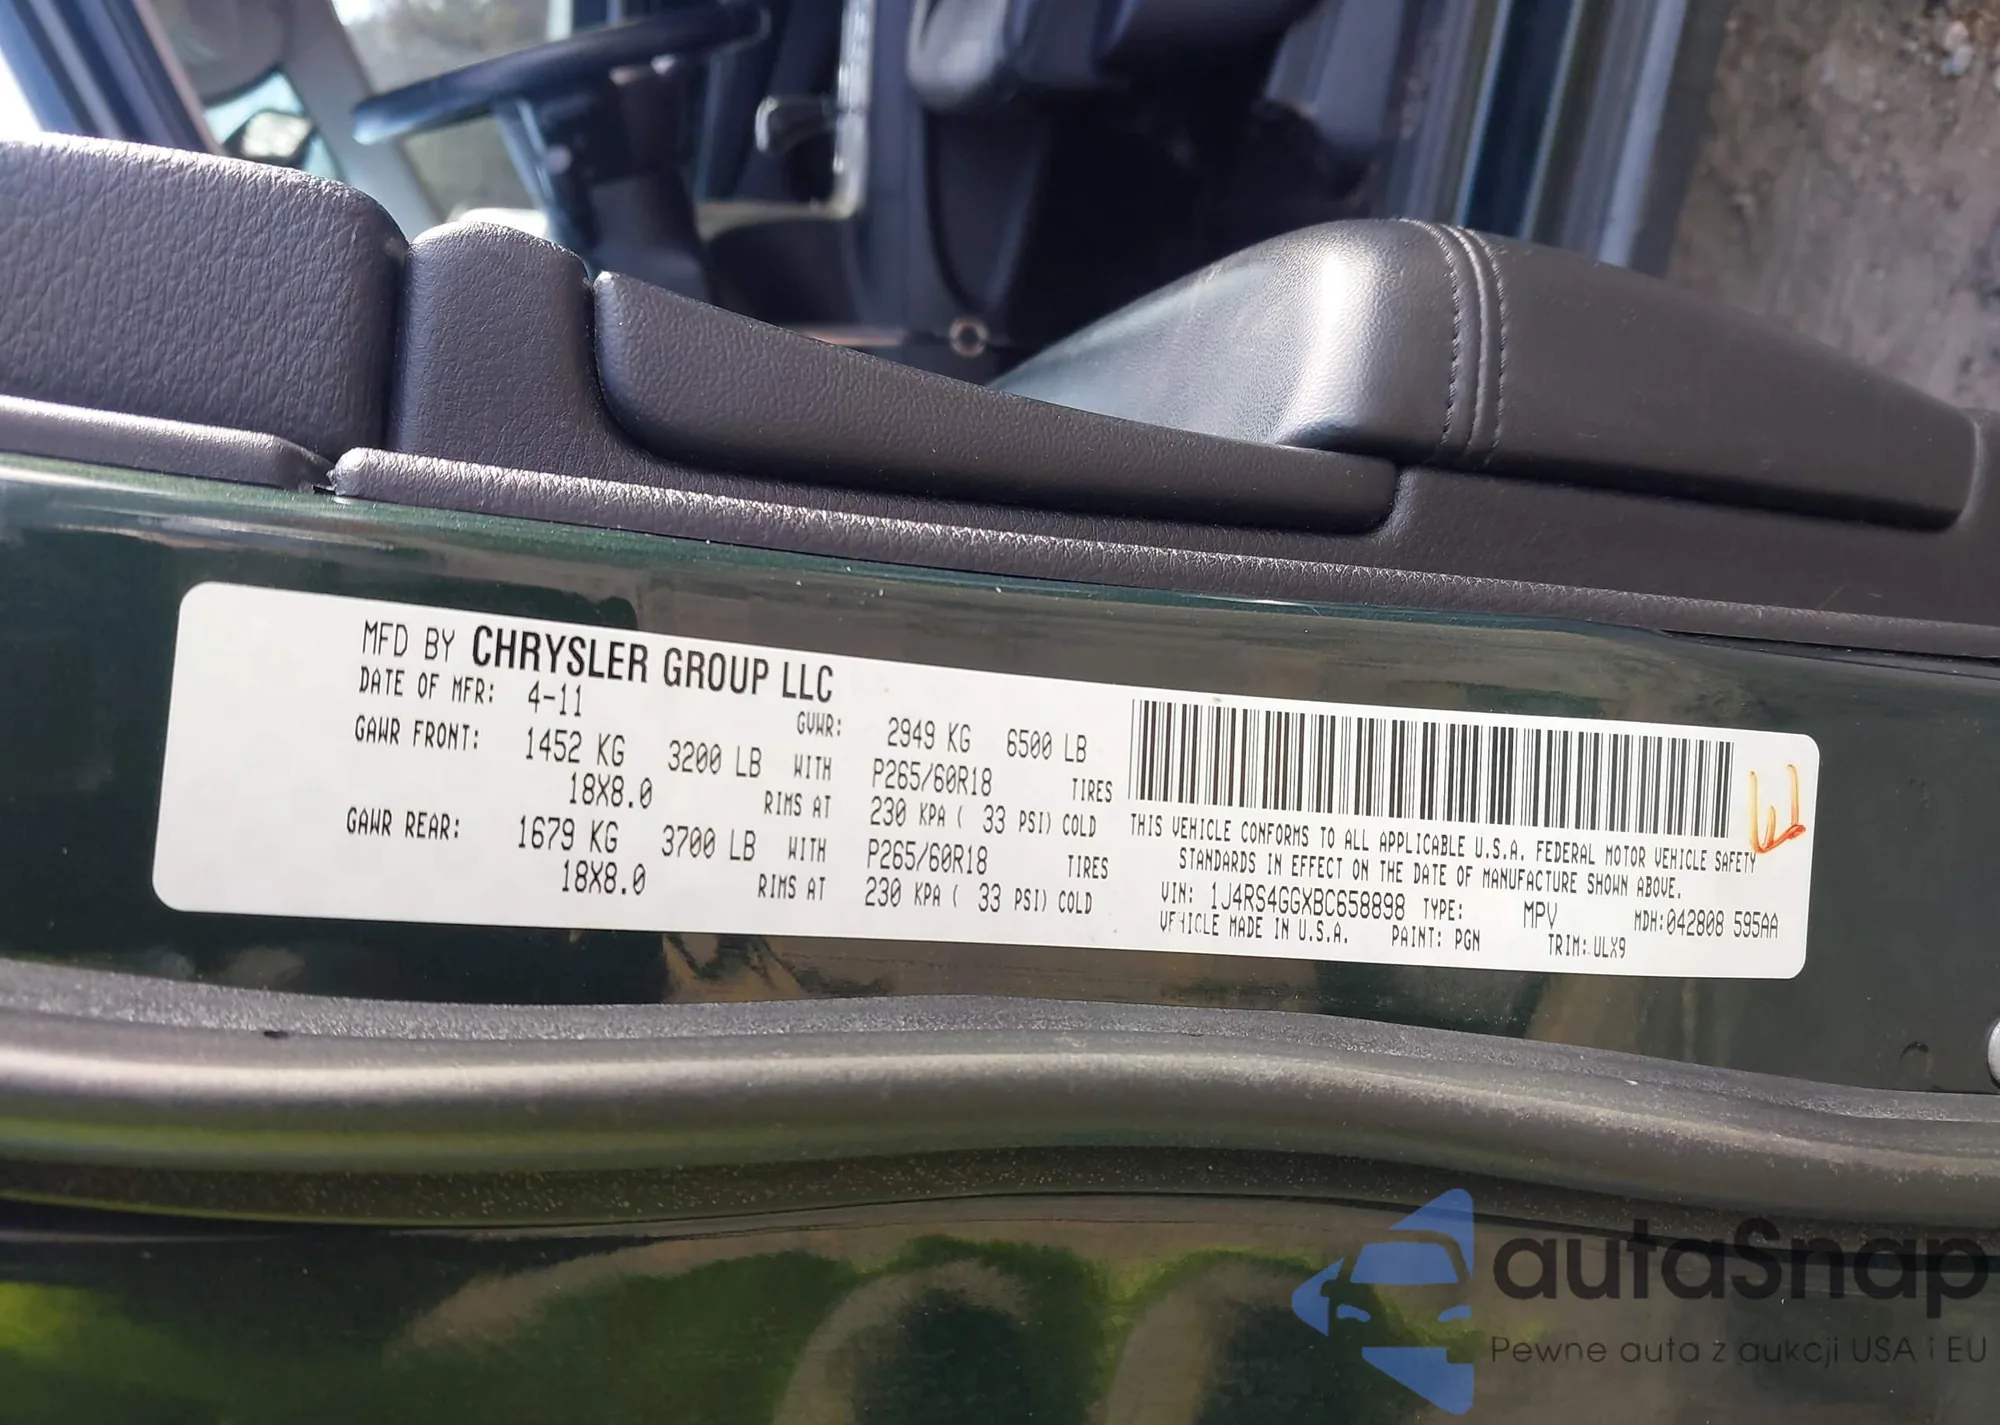 MFD BY CHRYSLER GROUP LLC
DATE OF MFR: 4-11 GVWR: 2949 KG 6500 LB
GAWR FRONT: 1452 KG 3200 LB WITH P265/60R18 TIRES
18X8.0 RIMS AT 230 KPA ( 33 PSI) COLD
GAWR REAR: 1679 KG 3700 LB WITH P265/60R18 TIRES
18X8.0 RIMS AT 230 KPA ( 33 PSI) COLD
THIS VEHICLE CONFORMS TO ALL APPLICABLE U.S.A. FEDERAL MOTOR VEHICLE SAFETY
STANDARDS IN EFFECT ON THE DATE OF MANUFACTURE SHOWN ABOVE.
VIN: 1J4RS4GGXBC658898 TYPE: MPV MDH:042808 595AA
VEHICLE MADE IN U.S.A. PAINT: PGN TRIM: ULX9
autaSnap
Pewne auta z aukcji USA i EU